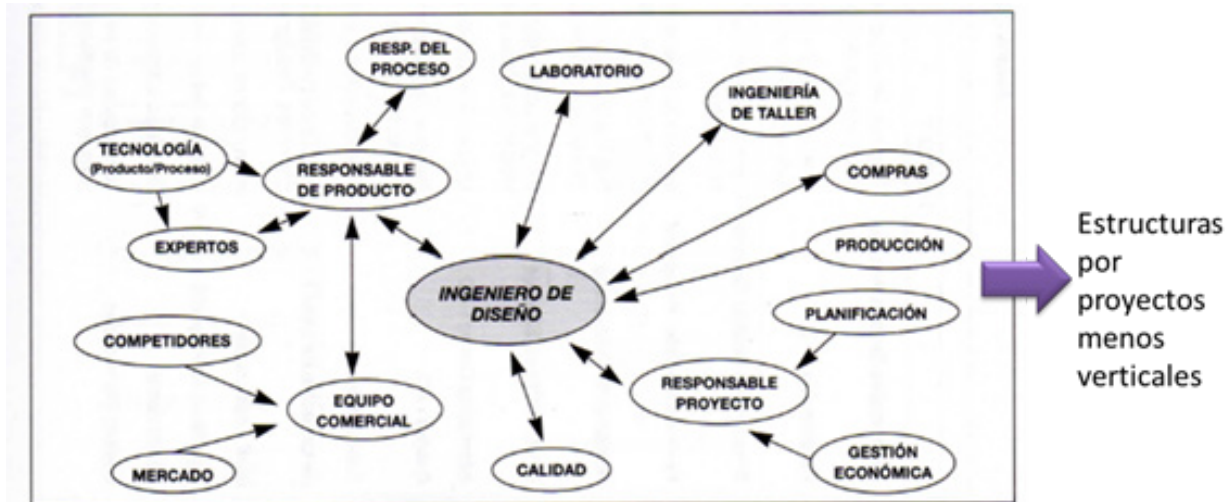 RESP. DEL
PROCESO
LABORATORIO
INGENIERÍA
DE TALLER
TECNOLOGÍA
(Producto/Proceso)
RESPONSABLE
DE PRODUCTO
COMPRAS
EXPERTOS
PRODUCCIÓN
INGENIERO DE
DISEÑO
PLANIFICACIÓN
COMPETIDORES
RESPONSABLE
PROYECTO
EQUIPO
COMERCIAL
MERCADO
CALIDAD
GESTIÓN
ECONÓMICA
Estructuras
por
proyectos
menos
verticales